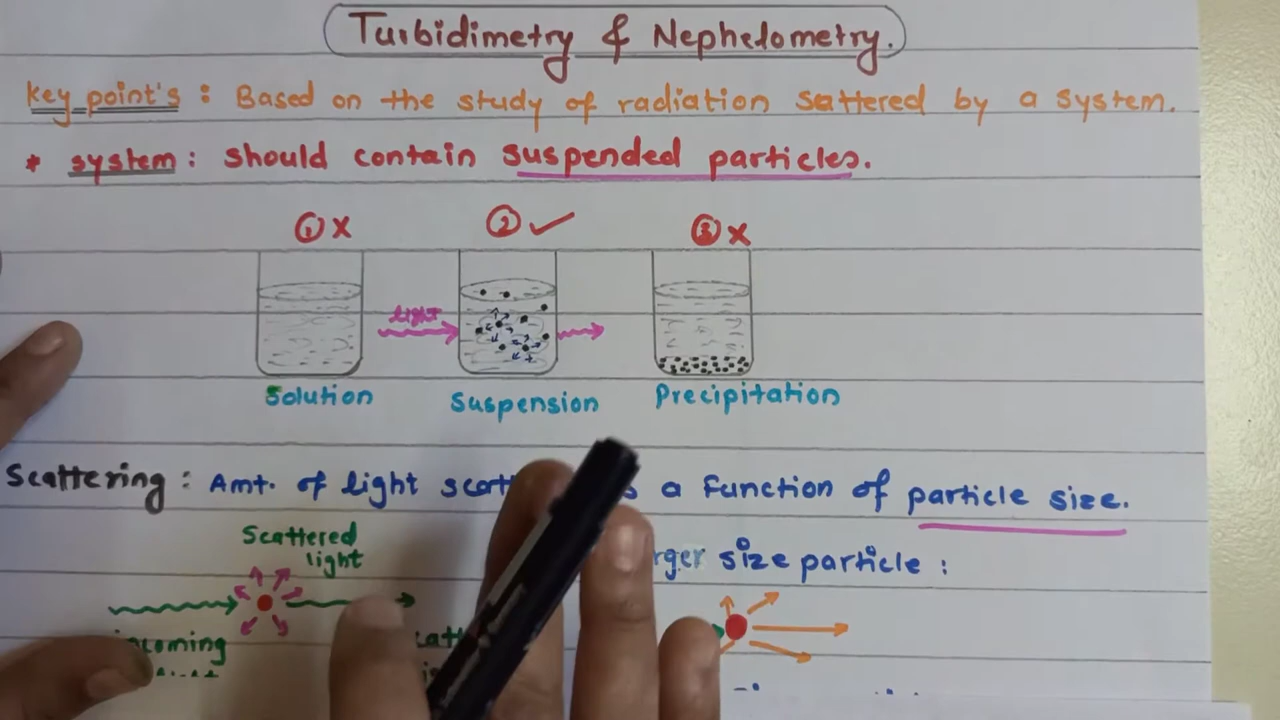 Turbidimetry & Nephelometry.
Key point's : Based on the study of radiation scattered by a system.
* system : should contain suspended particles.
① x ② ✓ ③ x
light
Solution Suspension Precipitation
Scattering : Amt. of light a function of particle size.
Scattered
light size particle :